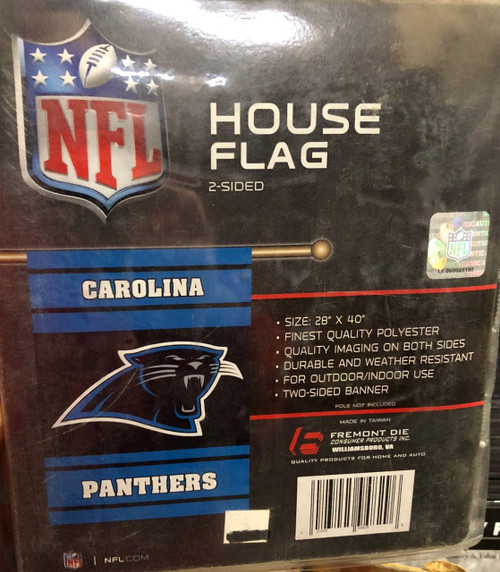 NFL
HOUSE
FLAG
2-SIDED
NFL
CAROLINA
PANTHERS
• SIZE: 28" X 40"
• FINEST QUALITY POLYESTER
• QUALITY IMAGING ON BOTH SIDES
• DURABLE AND WEATHER RESISTANT
• FOR OUTDOOR/INDOOR USE
• TWO-SIDED BANNER
POLE NOT INCLUDED
MADE IN TAIWAN
FREMONT DIE
CONSUMER PRODUCTS INC.
WILLIAMSBURG, VA
QUALITY PRODUCTS FOR HOME AND AUTO
NFL | NFL.COM